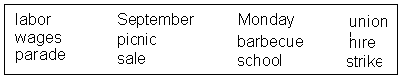 labor September Monday union
wages picnic barbecue hire
parade sale school strike